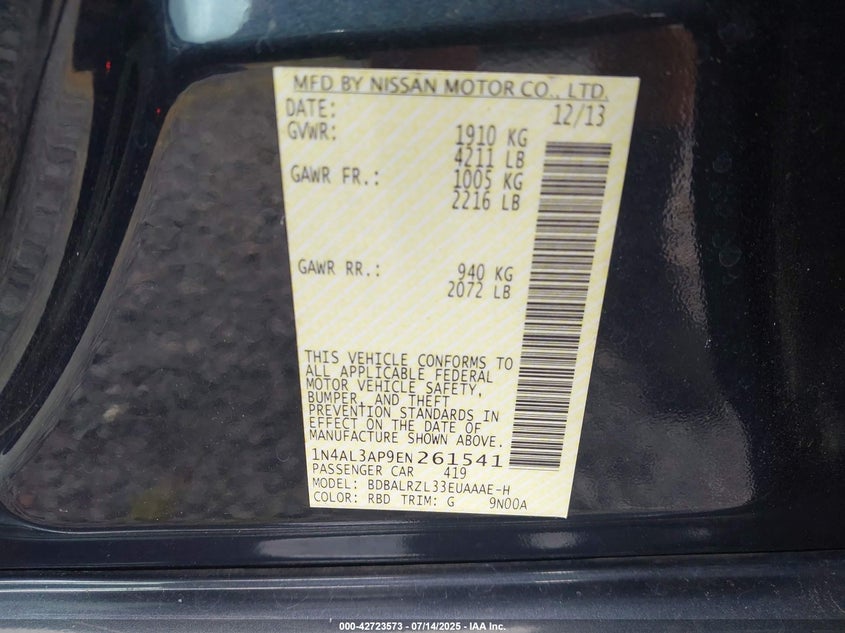 MFD BY NISSAN MOTOR CO., LTD.
DATE: 12/13
GVWR: 1910 KG
4211 LB
GAWR FR.: 1005 KG
2216 LB
GAWR RR.: 940 KG
2072 LB
THIS VEHICLE CONFORMS TO
ALL APPLICABLE FEDERAL
MOTOR VEHICLE SAFETY,
BUMPER, AND THEFT
PREVENTION STANDARDS IN
EFFECT ON THE DATE OF
MANUFACTURE SHOWN ABOVE.
1N4AL3AP9EN261541
PASSENGER CAR 419
MODEL: BDBALRZL33EUAAAE-H
COLOR: RBD TRIM: G 9N00A
000-42723573 - 07/14/2025 - IAA Inc.